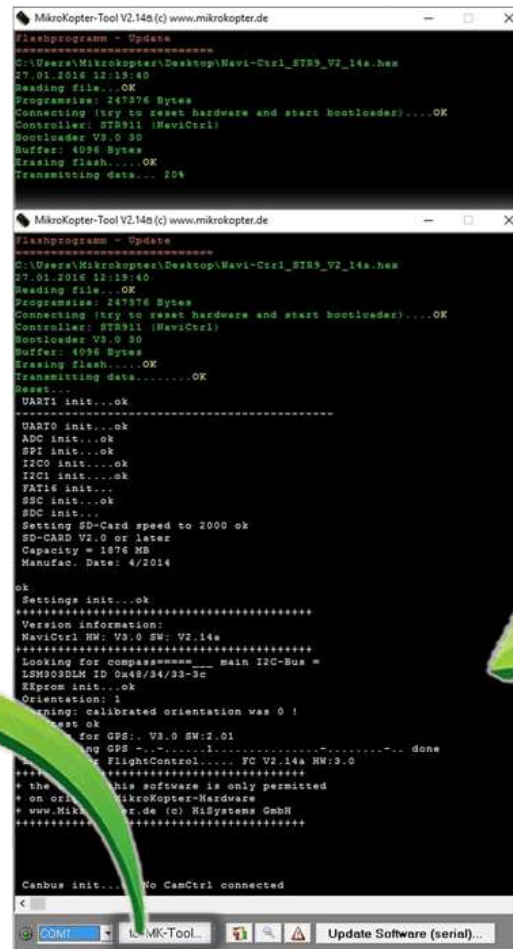 MikroKopter-Tool V2.14a (c) www.mikrokopter.de
Flashprogramm - Update
============================
C:\Users\Mikrokopter\Desktop\Navi-Ctrl_STR9_V2_14a.hex
27.01.2016 12:19:40
Reading file...OK
Programsize: 247376 Bytes
Connecting (try to reset hardware and start bootloader)....OK
Controller: STR911 (NaviCtrl)
Bootloader V3.0 30
Buffer: 4096 Bytes
Erasing flash.....OK
Transmitting data... 20%
MikroKopter-Tool V2.14a (c) www.mikrokopter.de
Flashprogramm - Update
============================
C:\Users\Mikrokopter\Desktop\Navi-Ctrl_STR9_V2_14a.hex
27.01.2016 12:19:40
Reading file...OK
Programsize: 247376 Bytes
Connecting (try to reset hardware and start bootloader)....OK
Controller: STR911 (NaviCtrl)
Bootloader V3.0 30
Buffer: 4096 Bytes
Erasing flash.....OK
Transmitting data........OK
Reset...
UART1 init...ok
---------------------------------------------
UART0 init...ok
ADC init...ok
SPI init...ok
I2C0 init....ok
I2C1 init....ok
FAT16 init...
SSC init...ok
SDC init...
Setting SD-Card speed to 2000 ok
SD-CARD V2.0 or later
Capacity = 1876 MB
Manufac. Date: 4/2014
ok
Settings init...ok
++++++++++++++++++++++++++++++++++++++++++
Version information:
NaviCtrl HW: V3.0 SW: V2.14a
++++++++++++++++++++++++++++++++++++++++++
Looking for compass=====___ main I2C-Bus =
LSM303DLM ID 0x48/34/33-3c
EEprom init...ok
Orientation: 1
calibrated orientation was 0 !
test ok
for GPS:. V3.0 SW:2.01
GPS -..-......1...............-........-.. done
FlightControl..... FC V2.14a HW:3.0
+++++++++++++++++++++++++++++++++++++++++
+ the this software is only permitted
+ on MikroKopter-Hardware
+ (c) HiSystems GmbH
+++++++++++++++++++++++++++++++++++++++++
Canbus init... No CamCtrl connected
COM1 MK-Tool... Update Software (serial)...